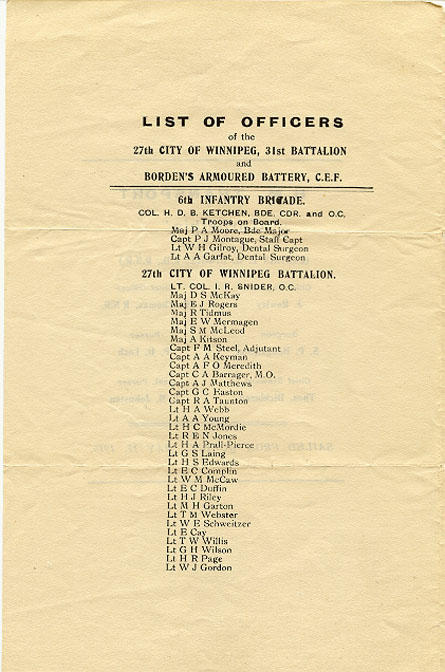 LIST OF OFFICERS
of the
27th CITY OF WINNIPEG, 31st BATTALION
and
BORDEN'S ARMOURED BATTERY, C.E.F.
6th INFANTRY BRIGADE.
COL. H. D. B. KETCHEN, BDE. CDR. and O.C,
Troops on Board.
Maj P A Moore, Bde Major
Capt P J Montague, Staff Capt
Lt W H Gilroy, Dental Surgeon
Lt A A Garfat, Dental Surgeon
27th CITY OF WINNIPEG BATTALION.
LT. COL. I. R. SNIDER, O.C.
Maj D S McKay
Maj E J Rogers
Maj R Tidmus
Maj E W Mermagen
Maj S M McLeod
Maj A Kitson
Capt F M Steel, Adjutant
Capt A A Keyman
Capt A F O Meredith
Capt C A Barrager, M.O.
Capt A J Matthews
Capt G C Easton
Capt R A Taunton
Lt H A Webb
Lt A A Young
Lt H C McMordie
Lt R E N Jones
Lt H A Prall-Pierce
Lt G S Laing
Lt H S Edwards
Lt E C Complin
Lt W M McCaw
Lt E C Duffin
Lt H J Riley
Lt M H Garton
Lt T M Webster
Lt W E Schweitzer
Lt E Cay
Lt T W Willis
Lt G H Wilson
Lt H R Page
Lt W J Gordon